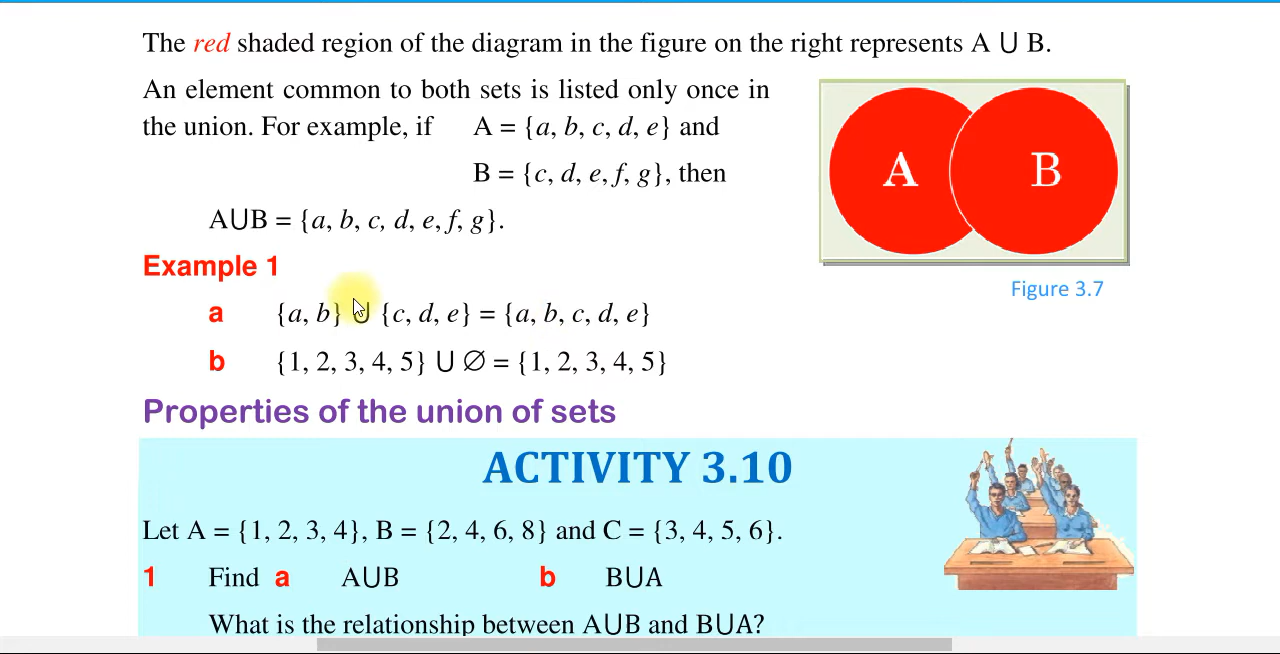 The red shaded region of the diagram in the figure on the right represents A ∪ B.
An element common to both sets is listed only once in
the union. For example, if A = {a, b, c, d, e} and
B = {c, d, e, f, g}, then
A∪B = {a, b, c, d, e, f, g}.
A B
Figure 3.7
Example 1
a {a, b} ∪ {c, d, e} = {a, b, c, d, e}
b {1, 2, 3, 4, 5} ∪ ∅ = {1, 2, 3, 4, 5}
Properties of the union of sets
ACTIVITY 3.10
Let A = {1, 2, 3, 4}, B = {2, 4, 6, 8} and C = {3, 4, 5, 6}.
1 Find a A∪B b B∪A
What is the relationship between A∪B and B∪A?